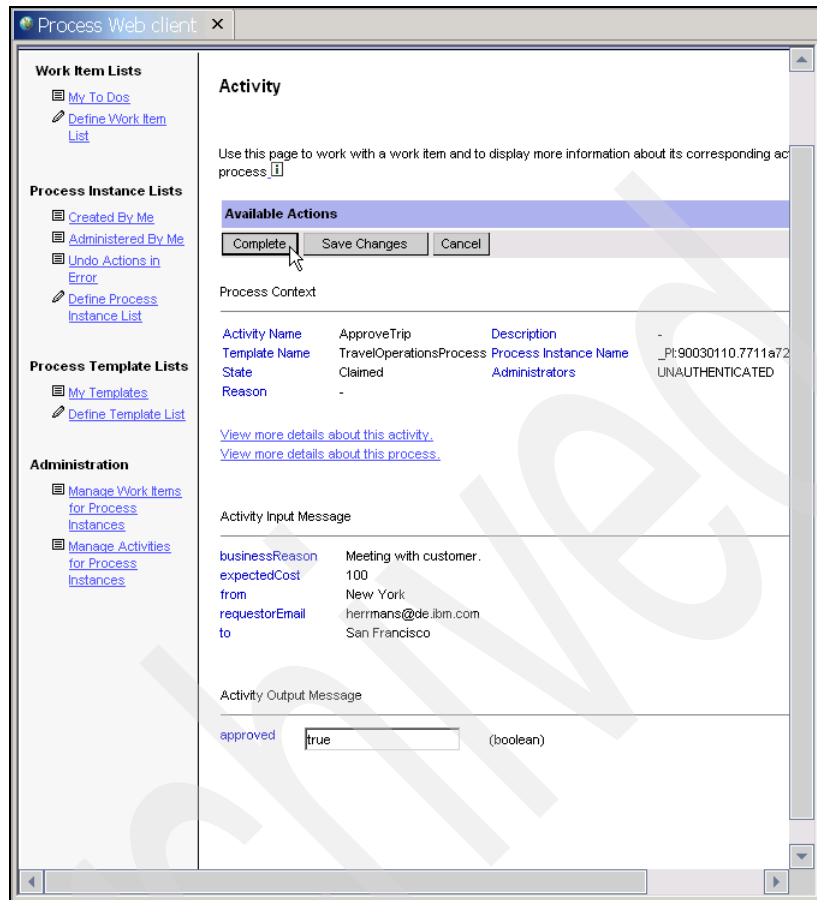 Process Web client
Work Item Lists
My To Dos
Define Work Item
List
Process Instance Lists
Created By Me
Administered By Me
Undo Actions in
Error
Define Process
Instance List
Process Template Lists
My Templates
Define Template List
Administration
Manage Work Items
for Process
Instances
Manage Activities
for Process
Instances
Activity
Use this page to work with a work item and to display more information about its corresponding ac
process.
Available Actions
Complete Save Changes Cancel
Process Context
Activity Name ApproveTrip Description -
Template Name TravelOperationsProcess Process Instance Name _PI:90030110.7711a72
State Claimed Administrators UNAUTHENTICATED
Reason -
View more details about this activity.
View more details about this process.
Activity Input Message
businessReason Meeting with customer.
expectedCost 100
from New York
requestorEmail herrmans@de.ibm.com
to San Francisco
Activity Output Message
approved true (boolean)